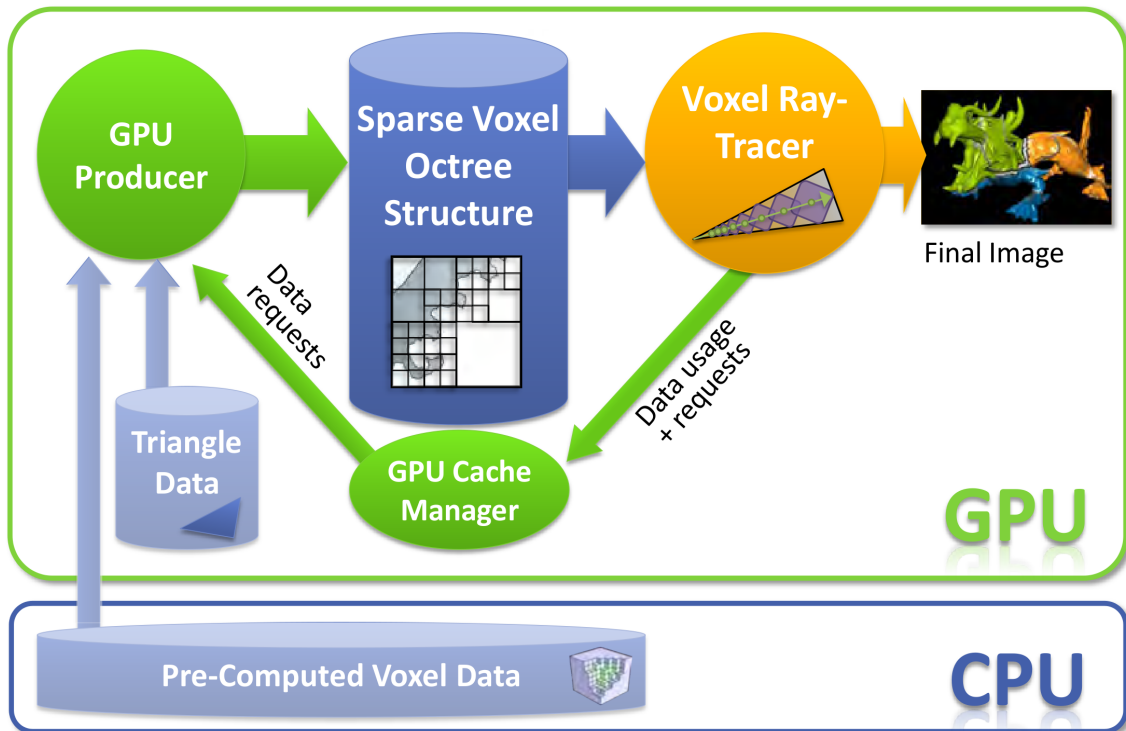 GPU
Producer
Sparse Voxel
Octree
Structure
Voxel Ray-
Tracer
Final Image
Data
requests
Data usage
+ requests
Triangle
Data
GPU Cache
Manager
GPU
Pre-Computed Voxel Data
CPU